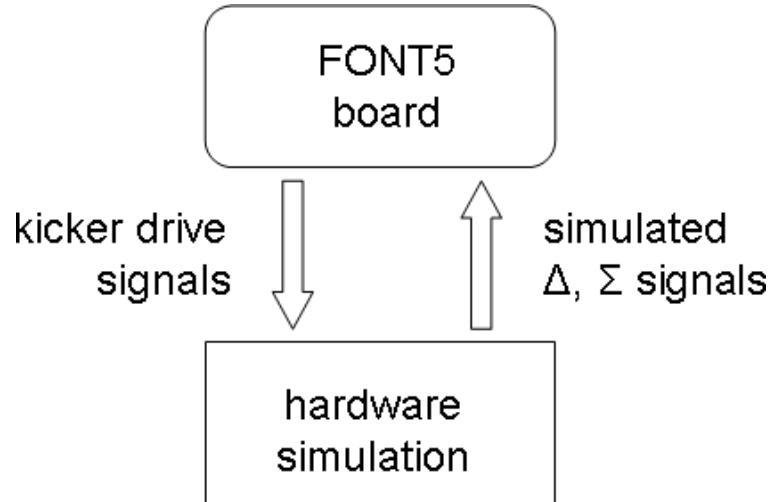 FONT5
board
kicker drive
signals
simulated
Δ, Σ signals
hardware
simulation